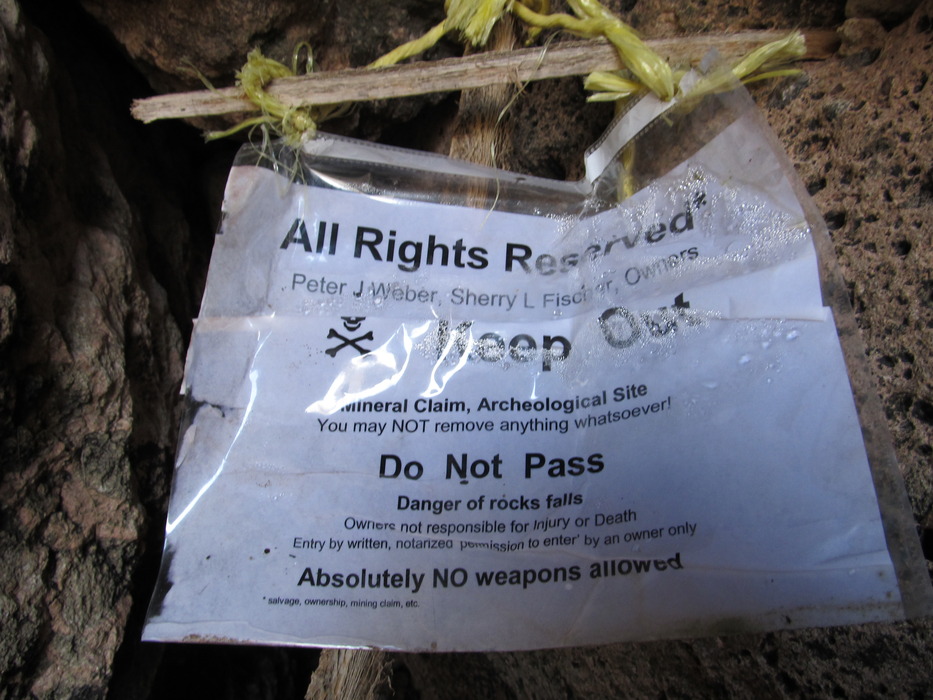 All Rights Reserved*
Peter J Weber, Sherry L Fischer, Owners
Keep Out
Mineral Claim, Archeological Site
You may NOT remove anything whatsoever!
Do Not Pass
Danger of rocks falls
Owners not responsible for Injury or Death
Entry by written, notarized 'permission to enter' by an owner only
Absolutely NO weapons allowed
* salvage, ownership, mining claim, etc.